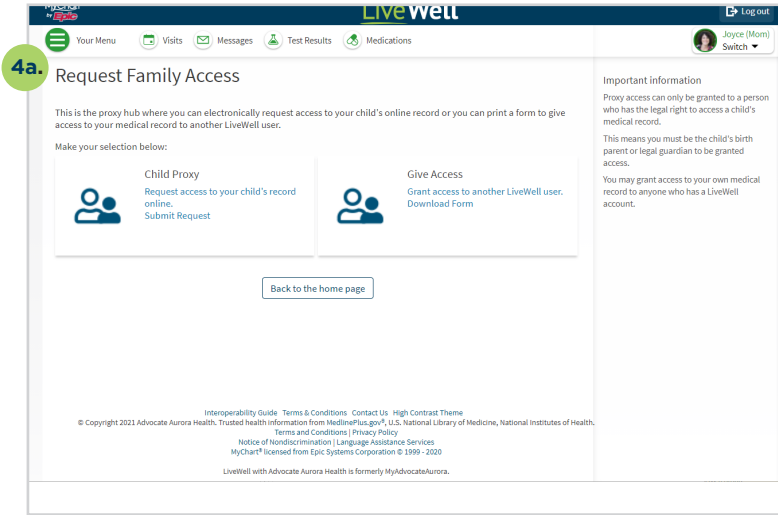 MyChart
by Epic
LiveWell
Log out
Your Menu
Visits
Messages
Test Results
Medications
Joyce (Mom)
Switch
4a.
Request Family Access
This is the proxy hub where you can electronically request access to your child's online record or you can print a form to give
access to your medical record to another LiveWell user.
Make your selection below:
Child Proxy
Request access to your child's record
online.
Submit Request
Give Access
Grant access to another LiveWell user.
Download Form
Back to the home page
Important information
Proxy access can only be granted to a person
who has the legal right to access a child's
medical record.
This means you must be the child's birth
parent or legal guardian to be granted
access.
You may grant access to your own medical
record to anyone who has a LiveWell
account.
Interoperability Guide Terms & Conditions Contact Us High Contrast Theme
© Copyright 2021 Advocate Aurora Health. Trusted health information from MedlinePlus.gov®, U.S. National Library of Medicine, National Institutes of Health.
Terms and Conditions | Privacy Policy
Notice of Nondiscrimination | Language Assistance Services
MyChart® licensed from Epic Systems Corporation © 1999 - 2020
LiveWell with Advocate Aurora Health is formerly MyAdvocateAurora.